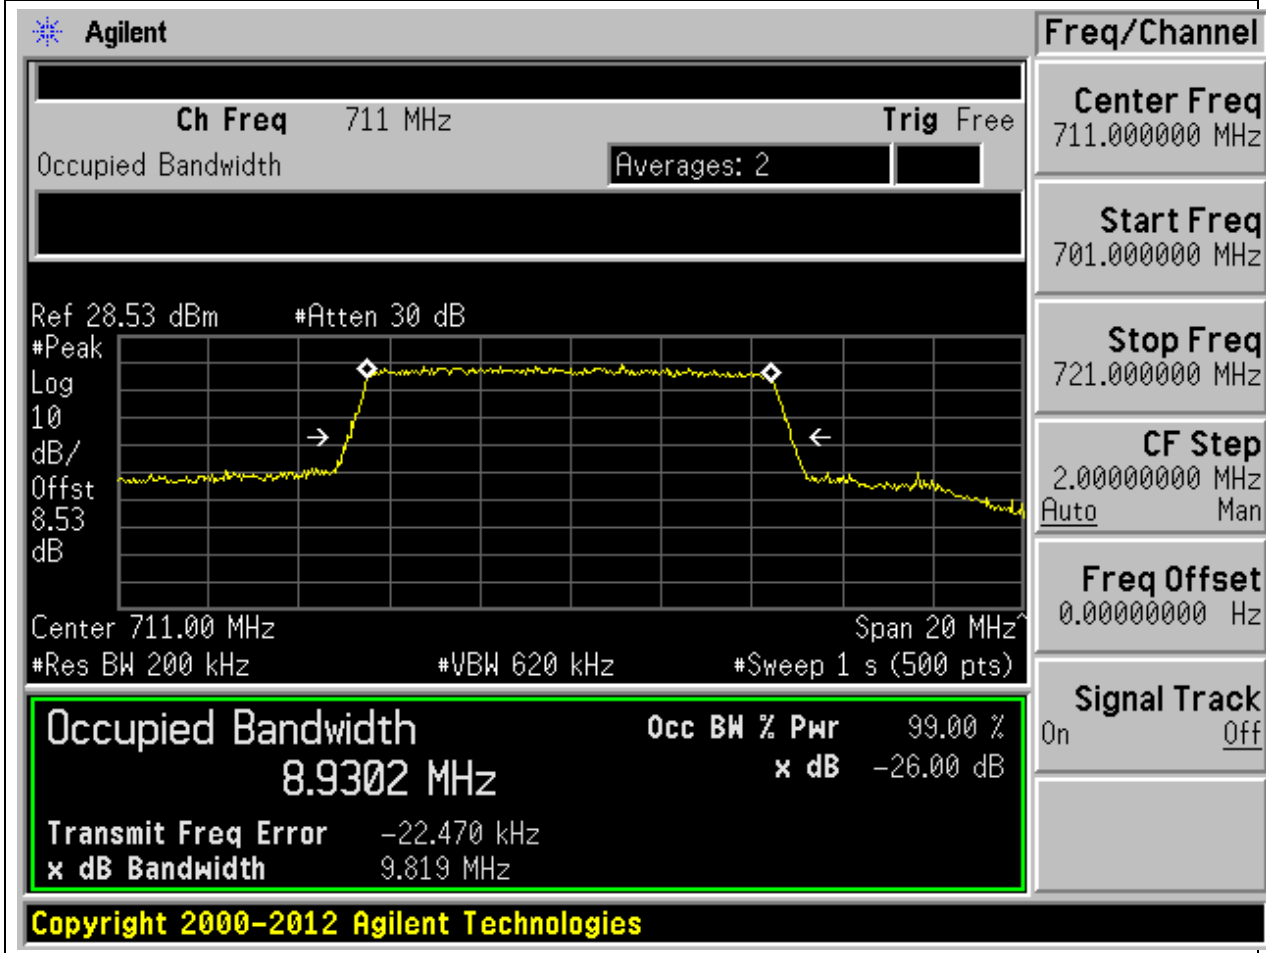 Agilent
Freq/Channel
Ch Freq 711 MHz Trig Free
Occupied Bandwidth Averages: 2
Center Freq
711.000000 MHz
Start Freq
701.000000 MHz
Stop Freq
721.000000 MHz
CF Step
2.00000000 MHz
Auto Man
Freq Offset
0.00000000 Hz
Signal Track
On Off
Ref 28.53 dBm #Atten 30 dB
#Peak
Log
10
dB/
Offst
8.53
dB
Center 711.00 MHz Span 20 MHz^
#Res BW 200 kHz #VBW 620 kHz #Sweep 1 s (500 pts)
Occupied Bandwidth Occ BW % Pwr 99.00 %
8.9302 MHz x dB -26.00 dB
Transmit Freq Error -22.470 kHz
x dB Bandwidth 9.819 MHz
Copyright 2000-2012 Agilent Technologies